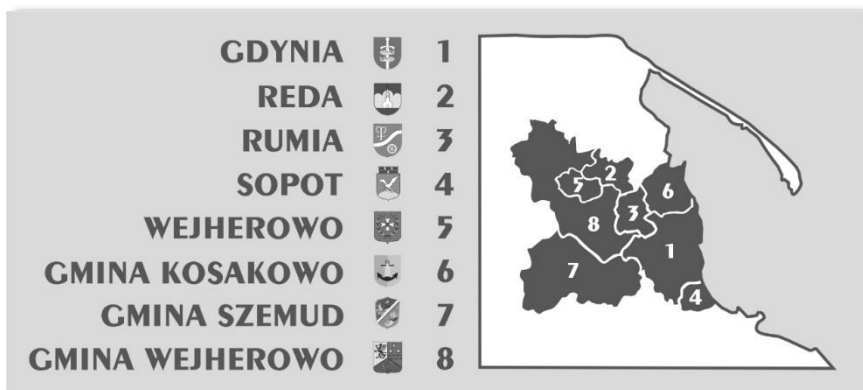 GDYNIA 1
REDA 2
RUMIA 3
SOPOT 4
WEJHEROWO 5
GMINA KOSAKOWO 6
GMINA SZEMUD 7
GMINA WEJHEROWO 8
2
5
6
3
8
1
7
4